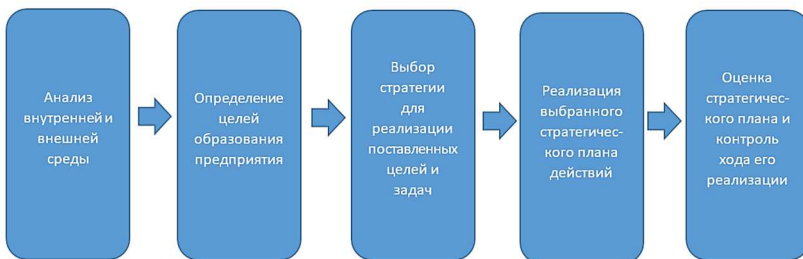 Анализ
внутренней и
внешней
среды
Определение
целей
образования
предприятия
Выбор
стратегии
для
реализации
поставленных
целей и
задач
Реализация
выбранного
стратегичес-
кого плана
действий
Оценка
стратегичес-
кого плана и
контроль
хода его
реализации